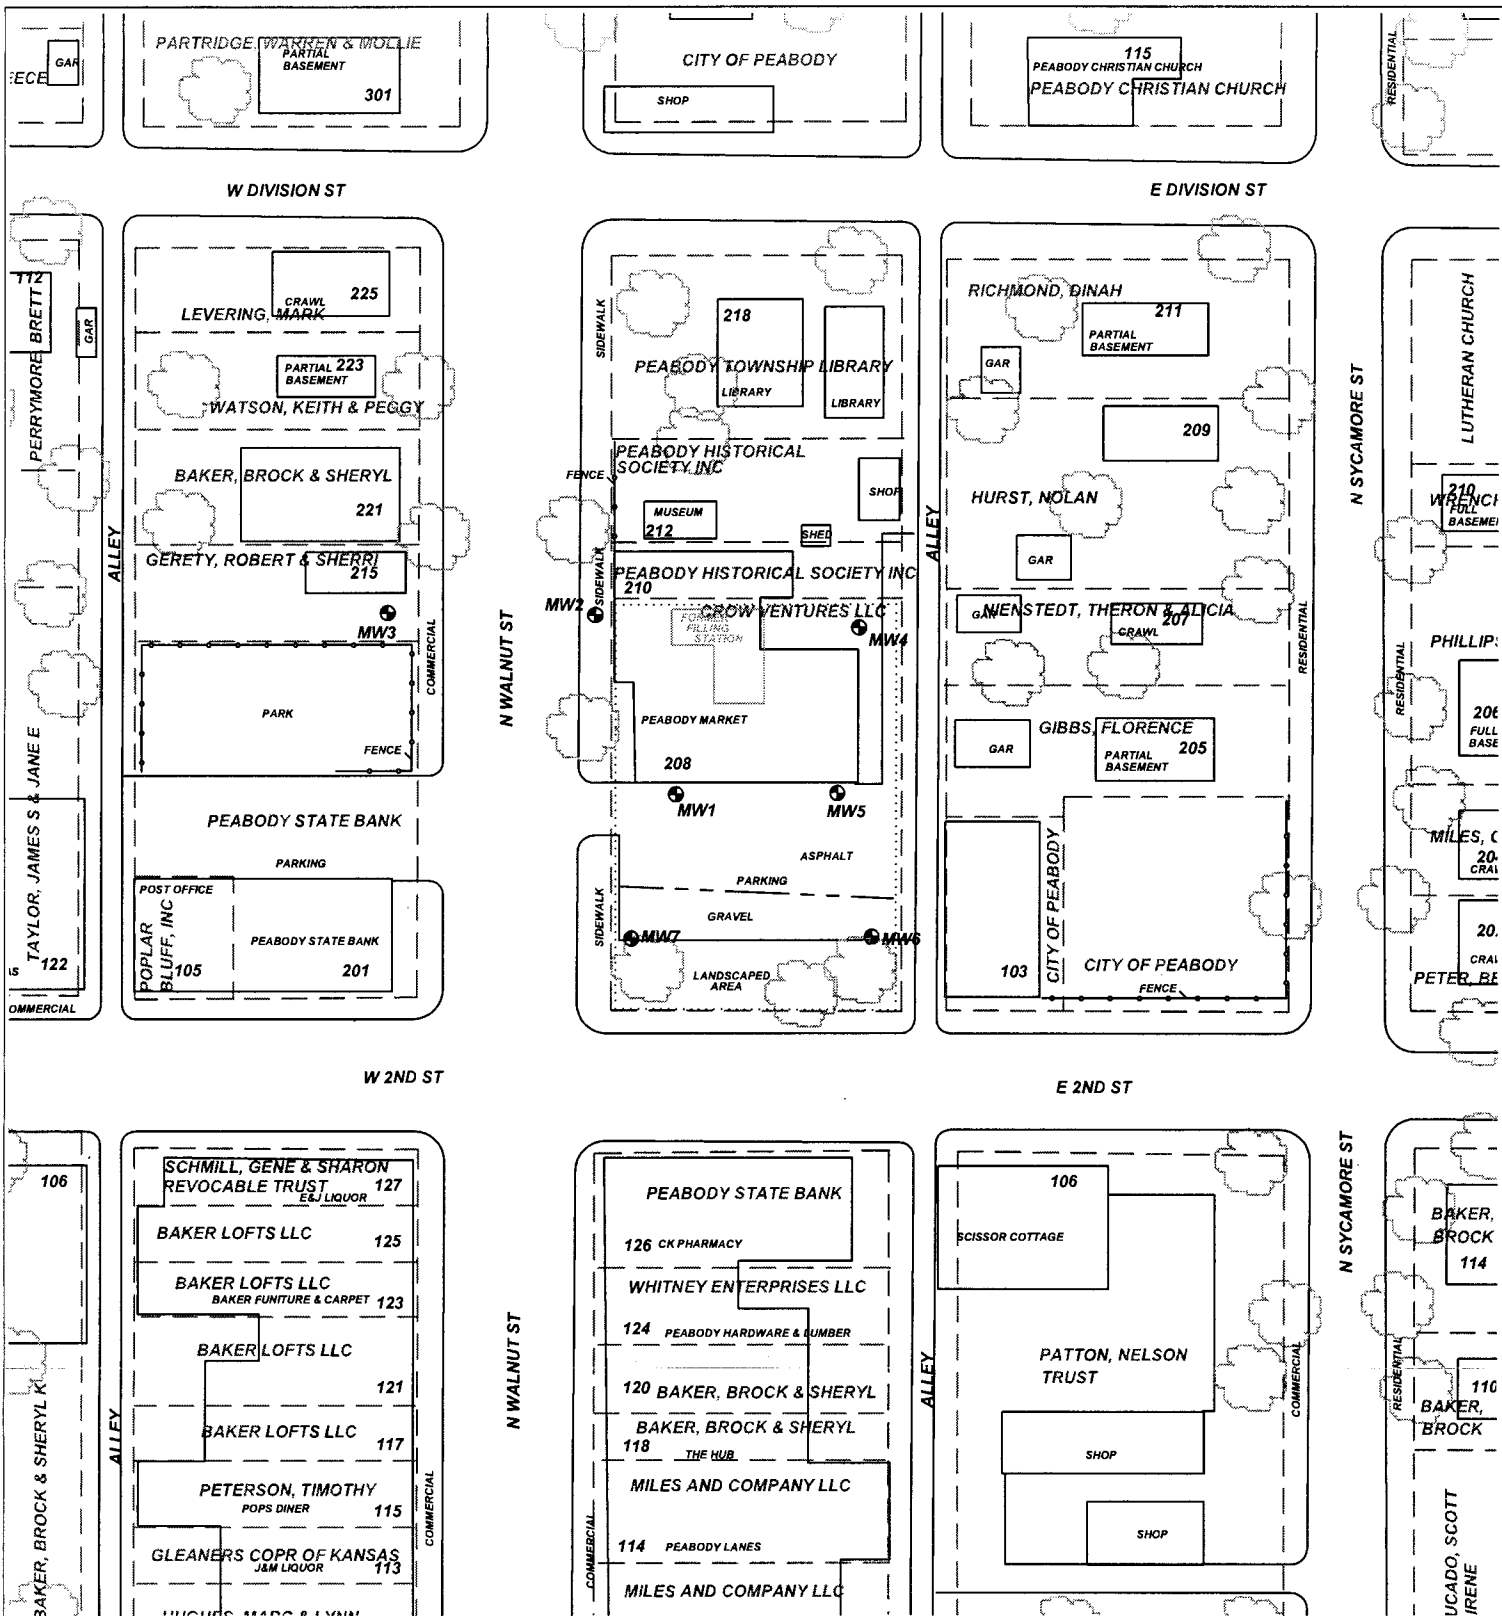 PARTRIDGE, WARREN & MOLLIE
PARTIAL
BASEMENT
301
GAR
CITY OF PEABODY
SHOP
115
PEABODY CHRISTIAN CHURCH
PEABODY CHRISTIAN CHURCH
RESIDENTIAL
W DIVISION ST
E DIVISION ST
112
PERRYMORE, BRETT
GAR
ALLEY
225
CRAWL
LEVERING, MARK
PARTIAL 223
BASEMENT
WATSON, KEITH & PEGGY
BAKER, BROCK & SHERYL
221
GERETY, ROBERT & SHERRI
215
MW3
COMMERCIAL
PARK
FENCE
TAYLOR, JAMES S & JANE E
122
PEABODY STATE BANK
PARKING
POST OFFICE
POPLAR
BLUFF, INC
105
PEABODY STATE BANK
201
N WALNUT ST
SIDEWALK
218
PEABODY TOWNSHIP LIBRARY
LIBRARY
LIBRARY
PEABODY HISTORICAL
SOCIETY INC
FENCE
MUSEUM
212
SHOP
SHED
SIDEWALK
PEABODY HISTORICAL SOCIETY INC
210
MW2
CROW VENTURES LLC
FORMER
FILLING
STATION
MW4
PEABODY MARKET
208
MW1
MW5
ASPHALT
PARKING
GRAVEL
SIDEWALK
MW7
MW6
LANDSCAPED
AREA
ALLEY
RICHMOND, DINAH
211
PARTIAL
BASEMENT
GAR
209
HURST, NOLAN
GAR
GAR
NIENSTEDT, THERON & ALICIA
207
CRAWL
RESIDENTIAL
GIBBS, FLORENCE
GAR
PARTIAL
BASEMENT
205
CITY OF PEABODY
103
CITY OF PEABODY
FENCE
N SYCAMORE ST
LUTHERAN CHURCH
210
FULL
RESIDENTIAL
206
FULL
W 2ND ST
E 2ND ST
106
BAKER, BROCK & SHERYL K
ALLEY
SCHMILL, GENE & SHARON
REVOCABLE TRUST 127
E&J LIQUOR
BAKER LOFTS LLC
125
BAKER LOFTS LLC
BAKER FUNITURE & CARPET 123
BAKER LOFTS LLC
121
BAKER LOFTS LLC
117
PETERSON, TIMOTHY
POPS DINER
115
GLEANERS COPR OF KANSAS
J&M LIQUOR
113
COMMERCIAL
N WALNUT ST
PEABODY STATE BANK
126 CK PHARMACY
WHITNEY ENTERPRISES LLC
124 PEABODY HARDWARE & LUMBER
120 BAKER, BROCK & SHERYL
BAKER, BROCK & SHERYL
118
THE HUB
MILES AND COMPANY LLC
114 PEABODY LANES
MILES AND COMPANY LLC
COMMERCIAL
ALLEY
106
SCISSOR COTTAGE
PATTON, NELSON
TRUST
SHOP
SHOP
COMMERCIAL
N SYCAMORE ST
BAKER,
BROCK
114
RESIDENTIAL
110
BAKER,
BROCK